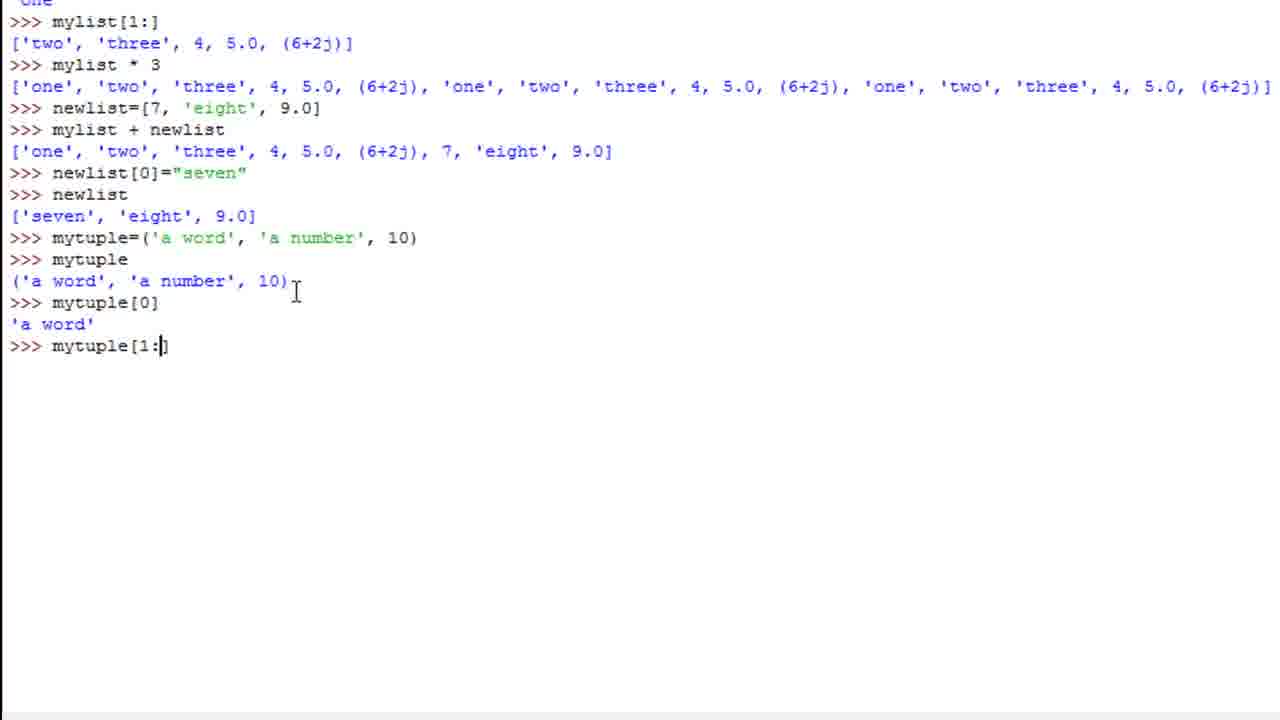 'one'
>>> mylist[1:]
['two', 'three', 4, 5.0, (6+2j)]
>>> mylist * 3
['one', 'two', 'three', 4, 5.0, (6+2j), 'one', 'two', 'three', 4, 5.0, (6+2j), 'one', 'two', 'three', 4, 5.0, (6+2j)]
>>> newlist=[7, 'eight', 9.0]
>>> mylist + newlist
['one', 'two', 'three', 4, 5.0, (6+2j), 7, 'eight', 9.0]
>>> newlist[0]="seven"
>>> newlist
['seven', 'eight', 9.0]
>>> mytuple=('a word', 'a number', 10)
>>> mytuple
('a word', 'a number', 10)
>>> mytuple[0]
'a word'
>>> mytuple[1:]